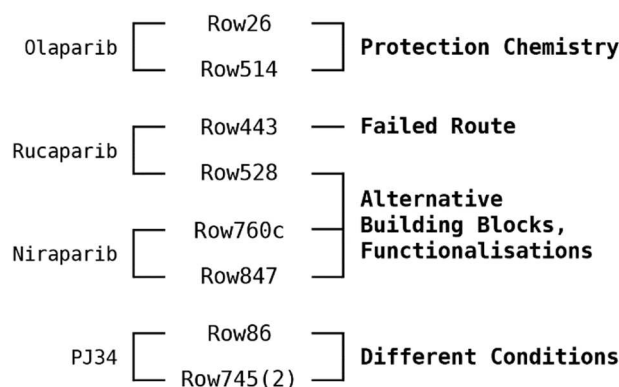 Olaparib
Row26
Row514
Protection Chemistry
Rucaparib
Row443
Failed Route
Row528
Niraparib
Row760c
Row847
Alternative
Building Blocks,
Functionalisations
PJ34
Row86
Row745(2)
Different Conditions